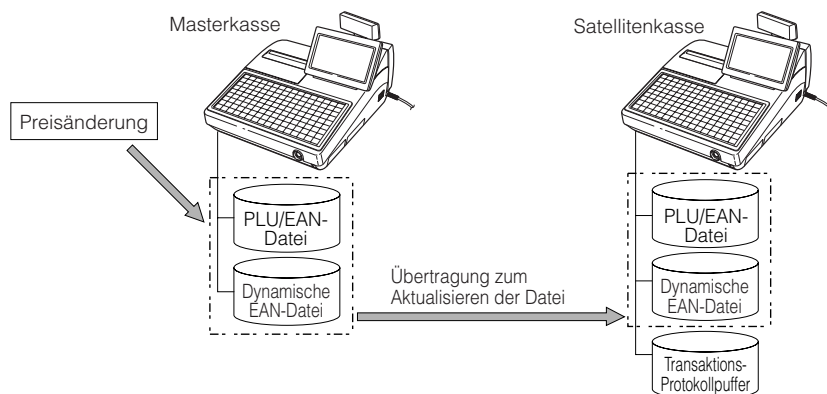 Masterkasse
Satellitenkasse
Preisänderung
PLU/EAN-
Datei
Dynamische
EAN-Datei
Übertragung zum
Aktualisieren der Datei
PLU/EAN-
Datei
Dynamische
EAN-Datei
Transaktions-
Protokollpuffer